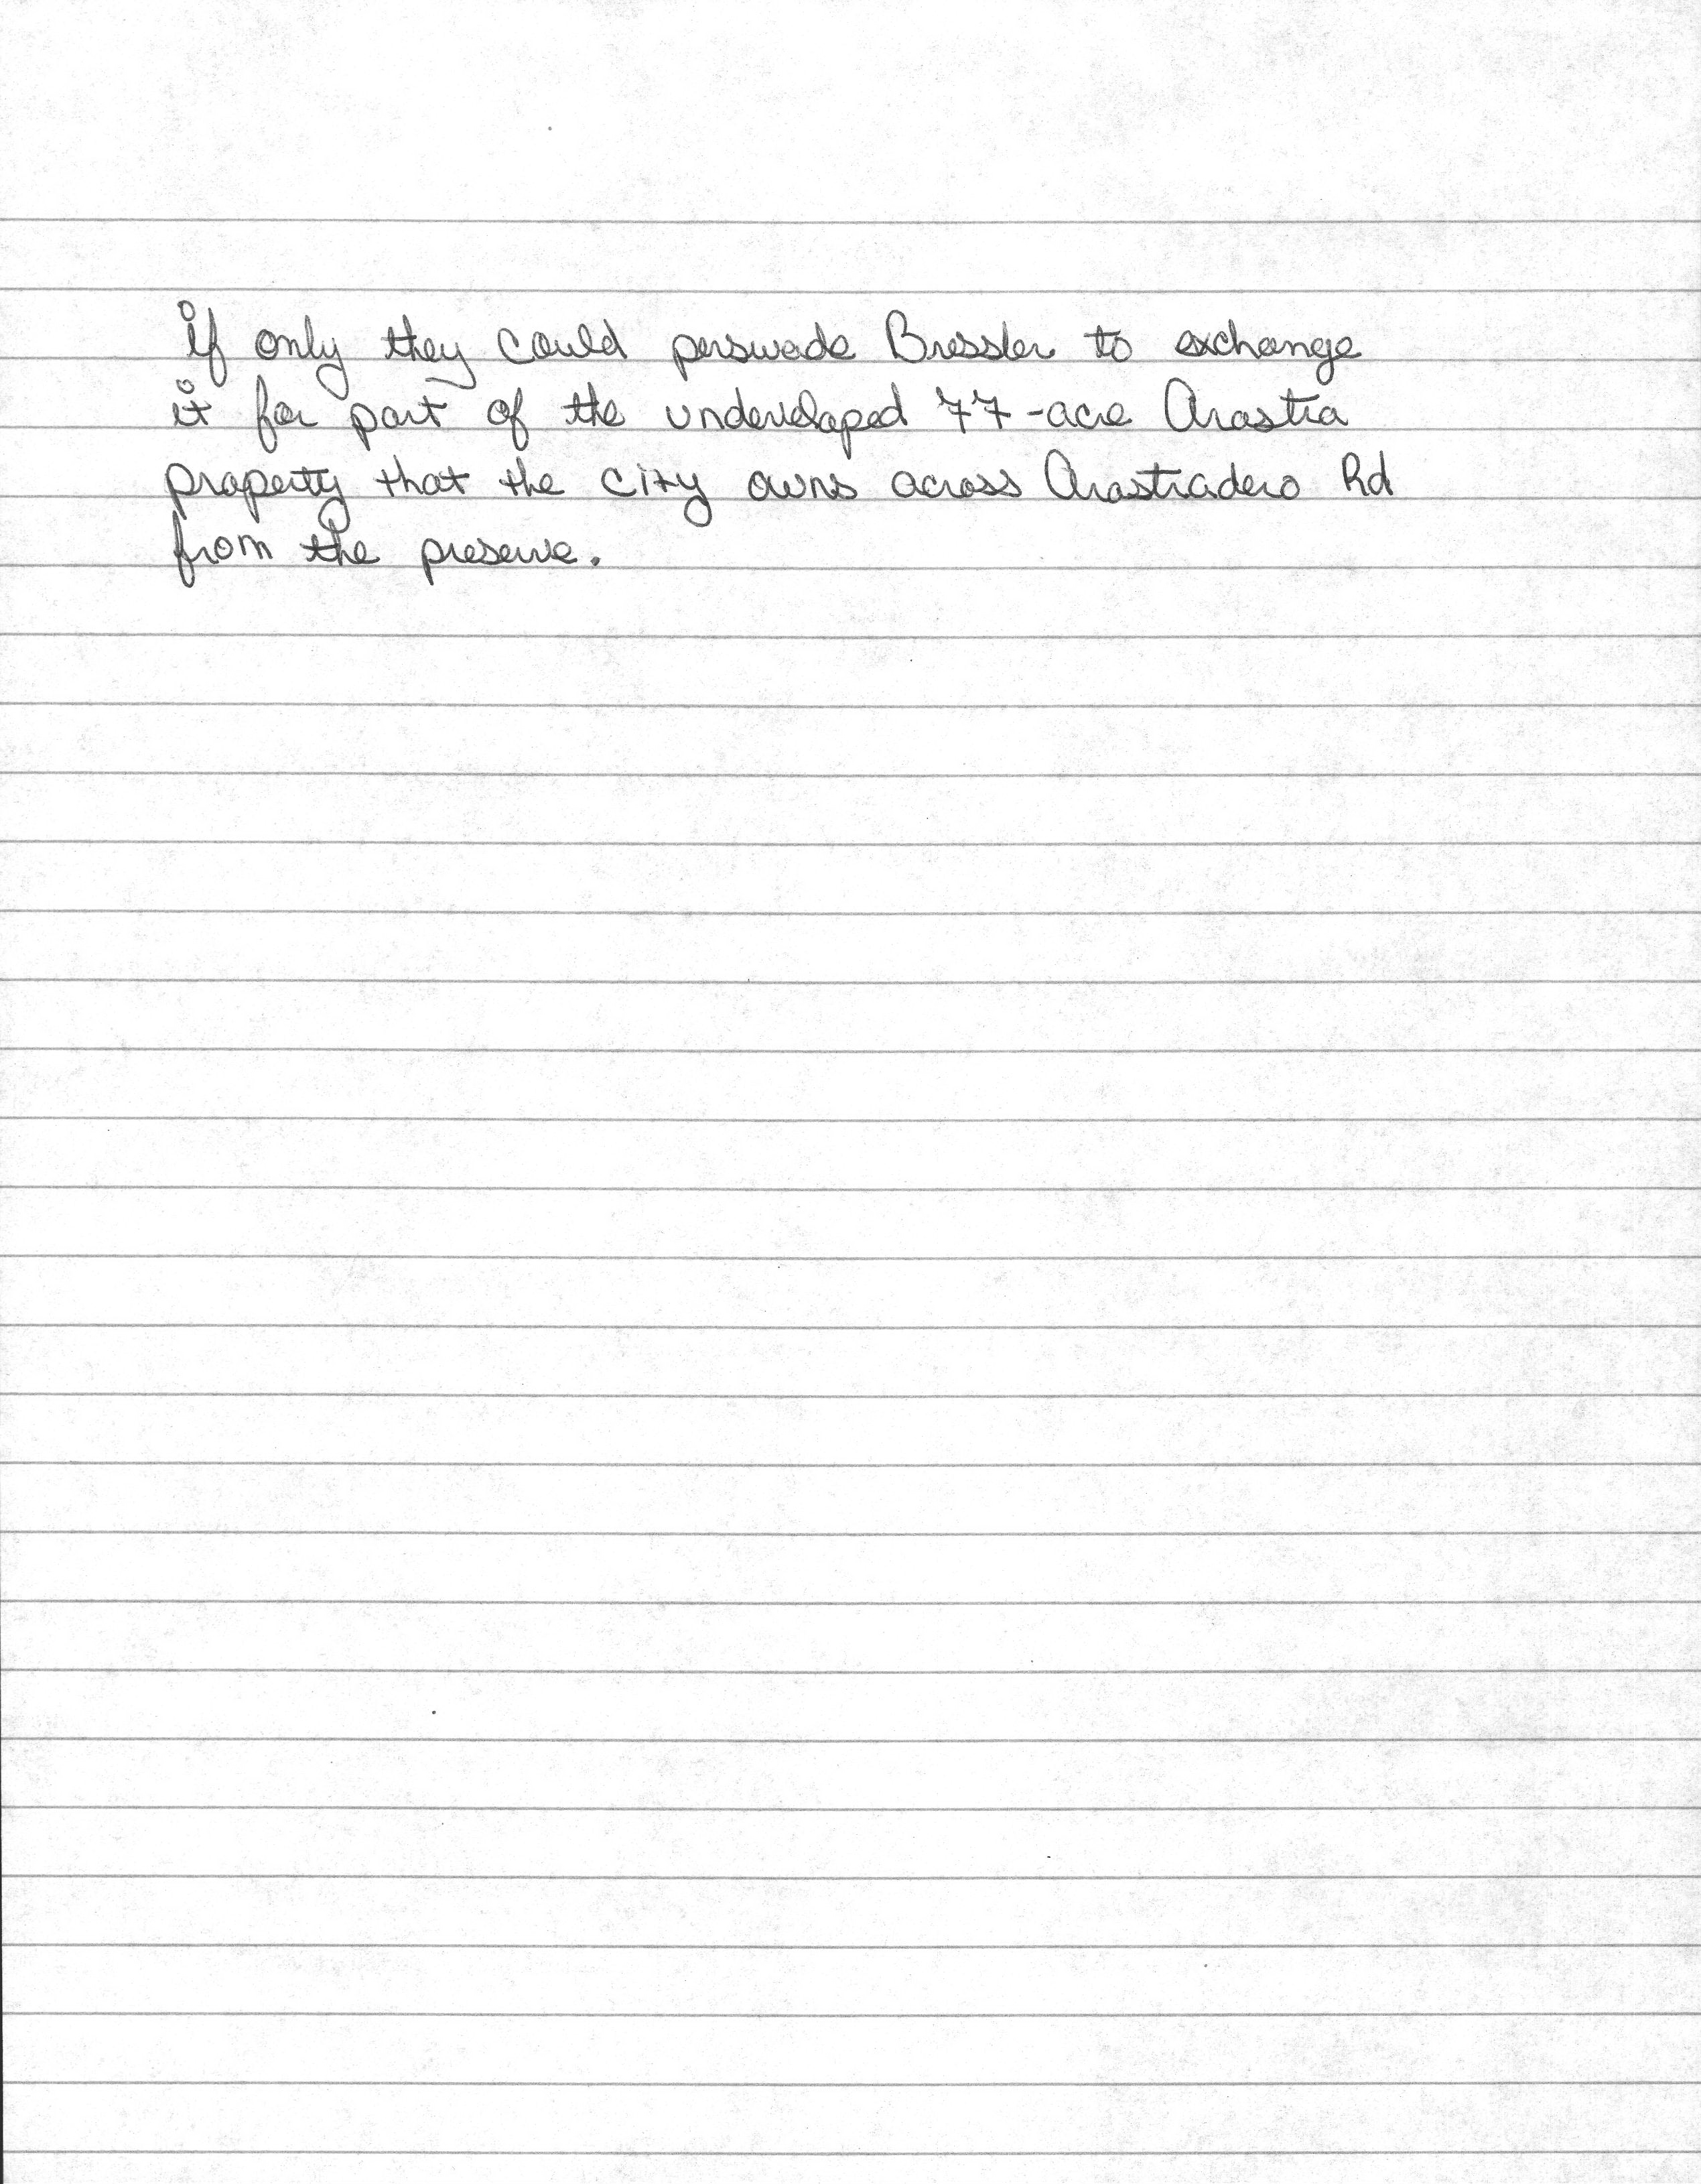 if only they could perswade Bressler to exchange
it for part of the undeveloped 77-acre Arastra
property that the city owns across Arastradero Rd
from the preserve.